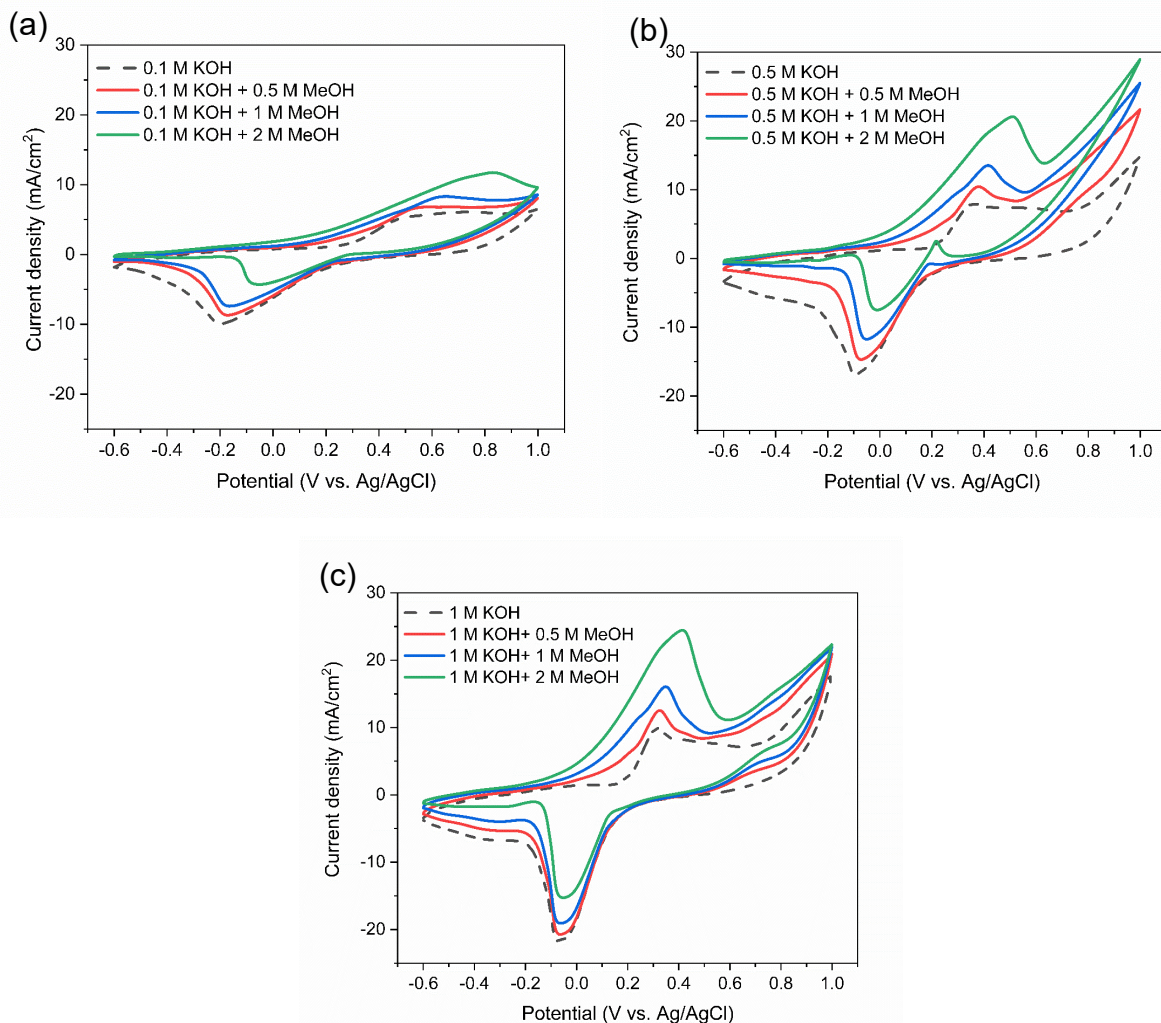 (a)
30
20
10
0
-10
-20
Current density (mA/cm²)
0.1 M KOH
0.1 M KOH + 0.5 M MeOH
0.1 M KOH + 1 M MeOH
0.1 M KOH + 2 M MeOH
-0.6 -0.4 -0.2 0.0 0.2 0.4 0.6 0.8 1.0
Potential (V vs. Ag/AgCl)
(b)
30
20
10
0
-10
-20
Current density (mA/cm²)
0.5 M KOH
0.5 M KOH + 0.5 M MeOH
0.5 M KOH + 1 M MeOH
0.5 M KOH + 2 M MeOH
-0.6 -0.4 -0.2 0.0 0.2 0.4 0.6 0.8 1.0
Potential (V vs. Ag/AgCl)
(c)
30
20
10
0
-10
-20
Current density (mA/cm²)
1 M KOH
1 M KOH+ 0.5 M MeOH
1 M KOH+ 1 M MeOH
1 M KOH+ 2 M MeOH
-0.6 -0.4 -0.2 0.0 0.2 0.4 0.6 0.8 1.0
Potential (V vs. Ag/AgCl)